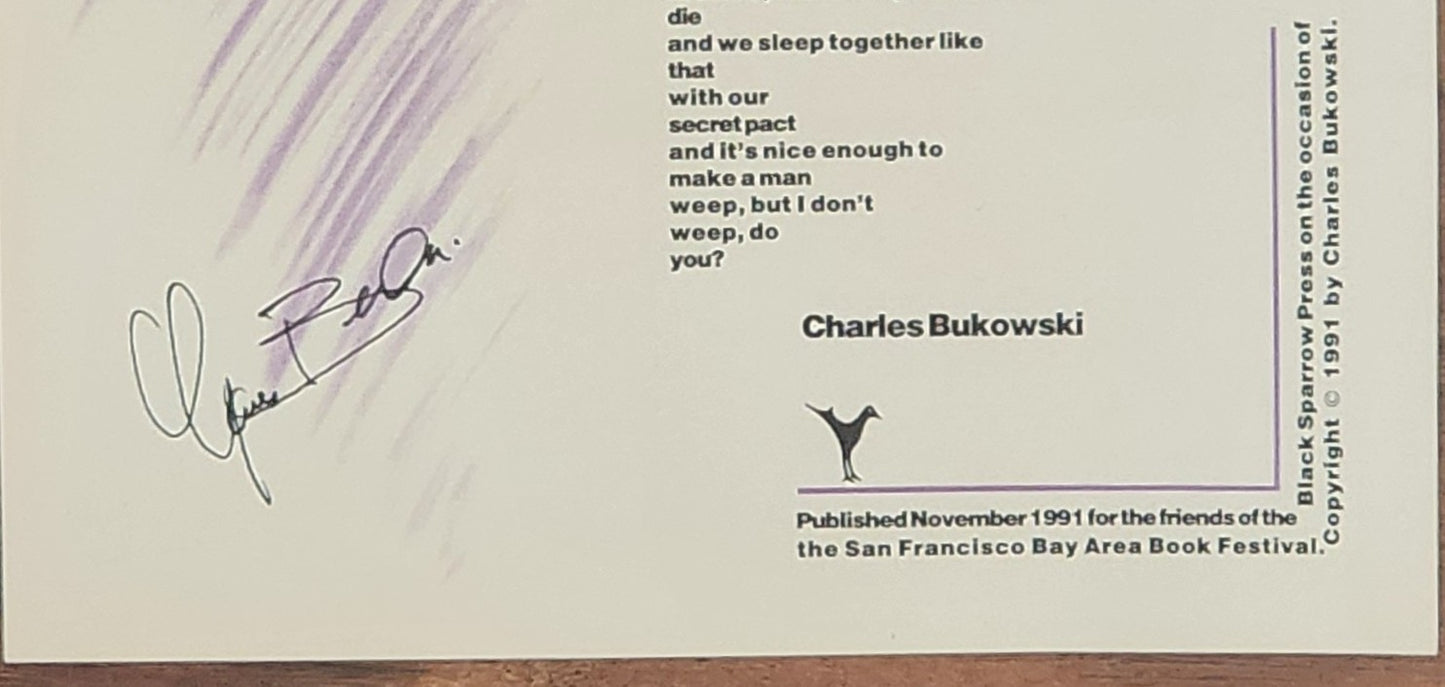 die
and we sleep together like
that
with our
secret pact
and it's nice enough to
make a man
weep, but I don't
weep, do
you?
Charles Bukowski
Published November 1991 for the friends of the
Black Sparrow Press on the occasion of
the San Francisco Bay Area Book Festival.
Copyright © 1991 by Charles Bukowski.